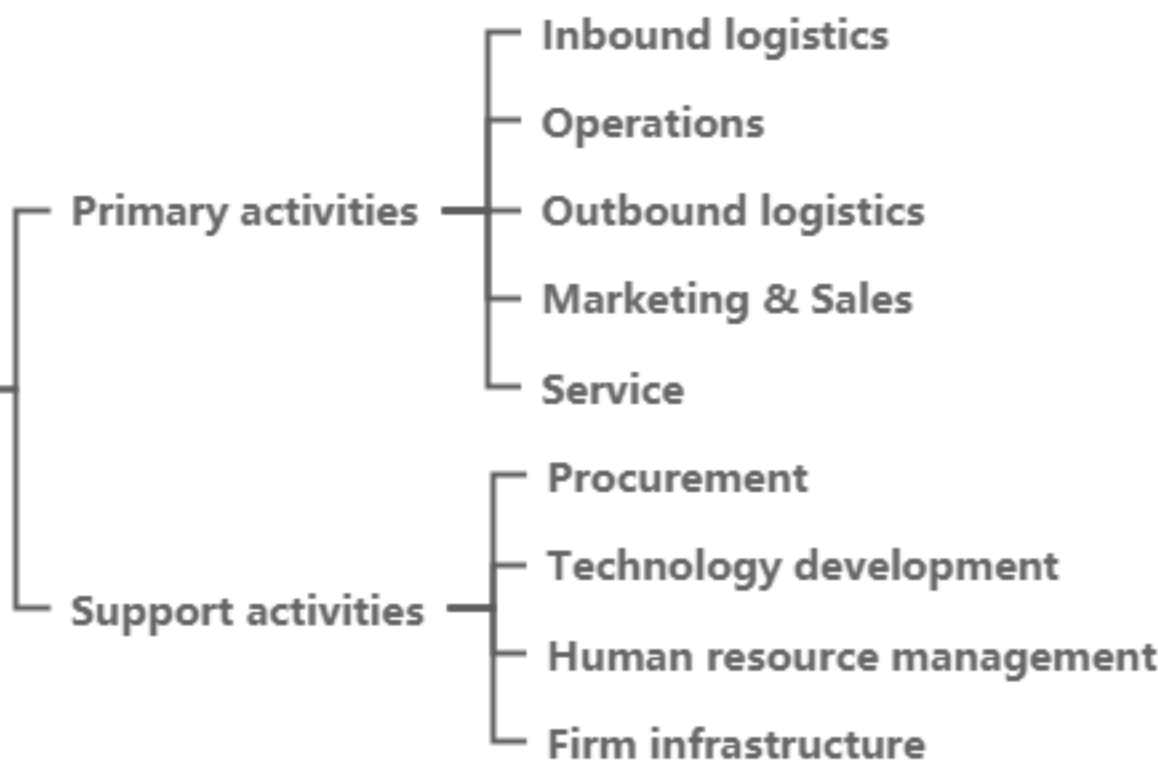 Inbound logistics
Operations
Primary activities
Outbound logistics
Marketing & Sales
Service
Procurement
Technology development
Support activities
Human resource management
Firm infrastructure